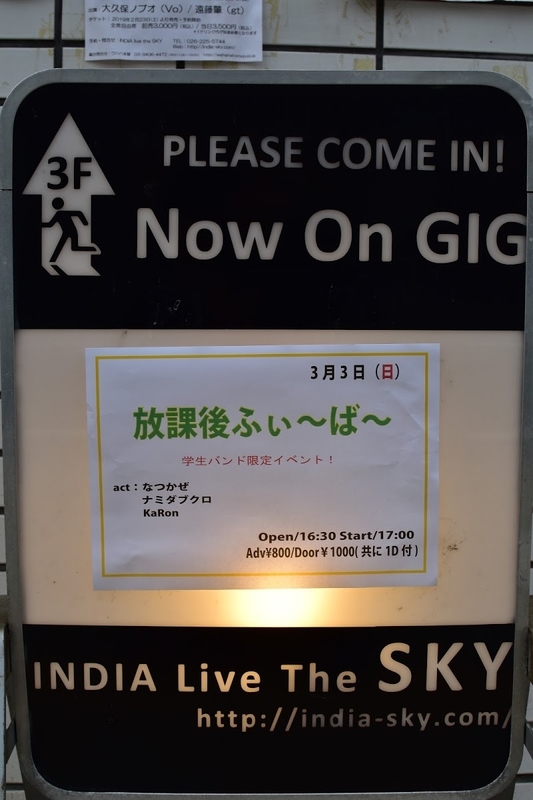 大久保ノブオ (Vo) / 遠藤肇 (gt)
PLEASE COME IN!
3F
Now On GIG
3月3日（日）
放課後ふぃ～ば～
学生バンド限定イベント！
act：なつかぜ
ナミダブクロ
KaRon
Open/16:30 Start/17:00
Adv¥800/Door¥1000(共に1D付)
INDIA Live The SKY
http://india-sky.com/